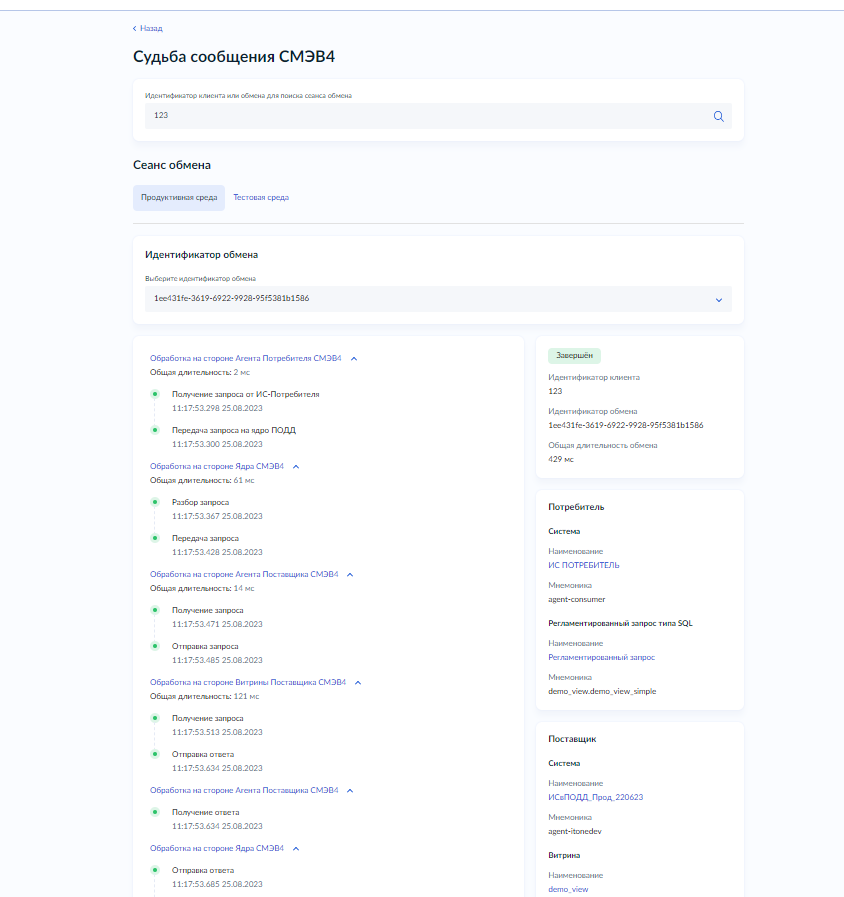 Назад
Судьба сообщения СМЭВ4
Идентификатор клиента или обмена для поиска сеанса обмена
123
Сеанс обмена
Продуктивная среда
Тестовая среда
Идентификатор обмена
Выберите идентификатор обмена
1ee431fe-3619-6922-9928-95f5381b1586
Обработка на стороне Агента Потребителя СМЭВ4
Общая длительность: 2 мс
Получение запроса от ИС-Потребителя
11:17:53.298 25.08.2023
Передача запроса на ядро ПОДД
11:17:53.300 25.08.2023
Обработка на стороне Ядра СМЭВ4
Общая длительность: 61 мс
Разбор запроса
11:17:53.367 25.08.2023
Передача запроса
11:17:53.428 25.08.2023
Обработка на стороне Агента Поставщика СМЭВ4
Общая длительность: 14 мс
Получение запроса
11:17:53.471 25.08.2023
Отправка запроса
11:17:53.485 25.08.2023
Обработка на стороне Витрины Поставщика СМЭВ4
Общая длительность: 121 мс
Получение запроса
11:17:53.513 25.08.2023
Отправка ответа
11:17:53.634 25.08.2023
Обработка на стороне Агента Поставщика СМЭВ4
Получение ответа
11:17:53.634 25.08.2023
Обработка на стороне Ядра СМЭВ4
Отправка ответа
11:17:53.685 25.08.2023
Завершён
Идентификатор клиента
123
Идентификатор обмена
1ee431fe-3619-6922-9928-95f5381b1586
Общая длительность обмена
429 мс
Потребитель
Система
Наименование
ИС ПОТРЕБИТЕЛЬ
Мнемоника
agent-consumer
Регламентированный запрос типа SQL
Наименование
Регламентированный запрос
Мнемоника
demo_view.demo_view_simple
Поставщик
Система
Наименование
ИСвПОДД_Прод_220623
Мнемоника
agent-itonedev
Витрина
Наименование
demo_view